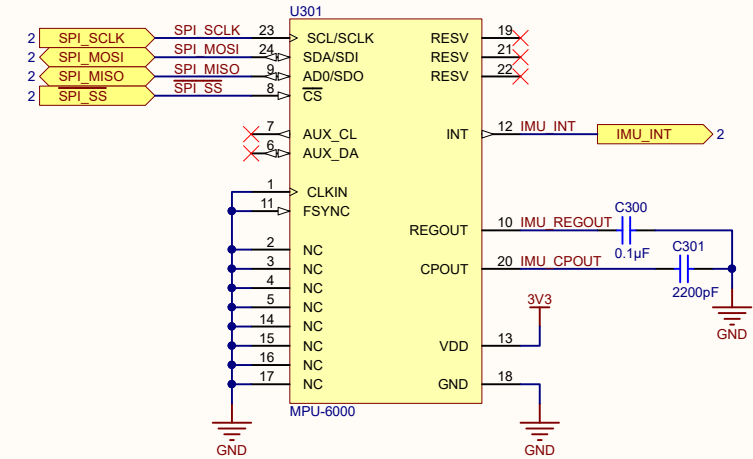 U301
2 SPI_SCLK SPI_SCLK 23 SCL/SCLK RESV 19
2 SPI_MOSI SPI_MOSI 24 SDA/SDI RESV 21
2 SPI_MISO SPI_MISO 9 AD0/SDO RESV 22
2 SPI_SS SPI_SS 8 CS
7 AUX_CL INT 12 IMU_INT IMU_INT 2
6 AUX_DA
1 CLKIN
11 FSYNC
C300
REGOUT 10 IMU_REGOUT
0.1µF
2 NC
C301
3 NC CPOUT 20 IMU_CPOUT
4 NC
2200pF
5 NC
3V3
14 NC
GND
15 NC VDD 13
16 NC
17 NC GND 18
MPU-6000
GND GND